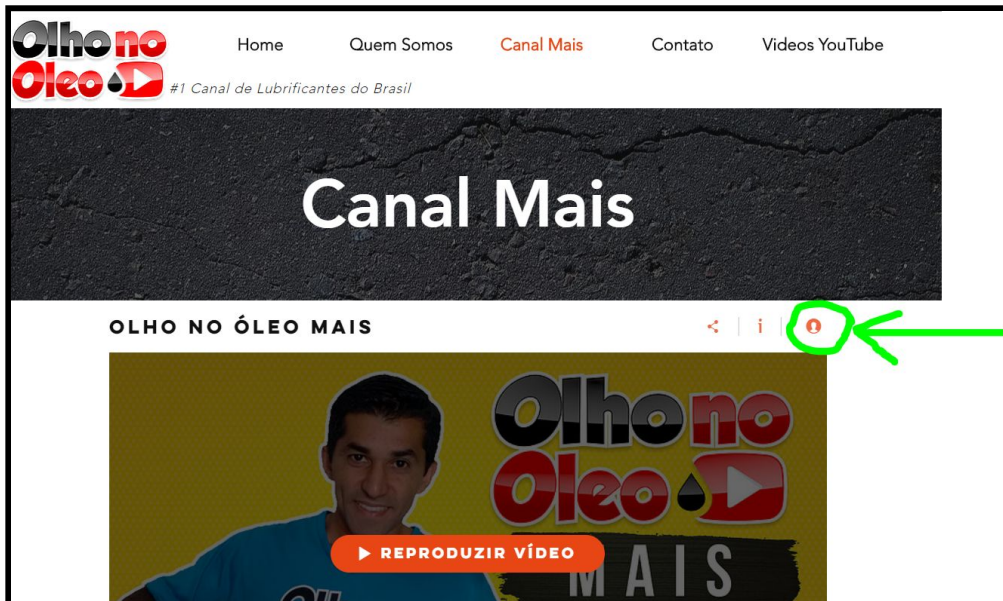 Olho no
Oleo
Home Quem Somos Canal Mais Contato Videos YouTube
#1 Canal de Lubrificantes do Brasil
Canal Mais
OLHO NO ÓLEO MAIS
i
Olho no
Oleo
REPRODUZIR VÍDEO
MAIS